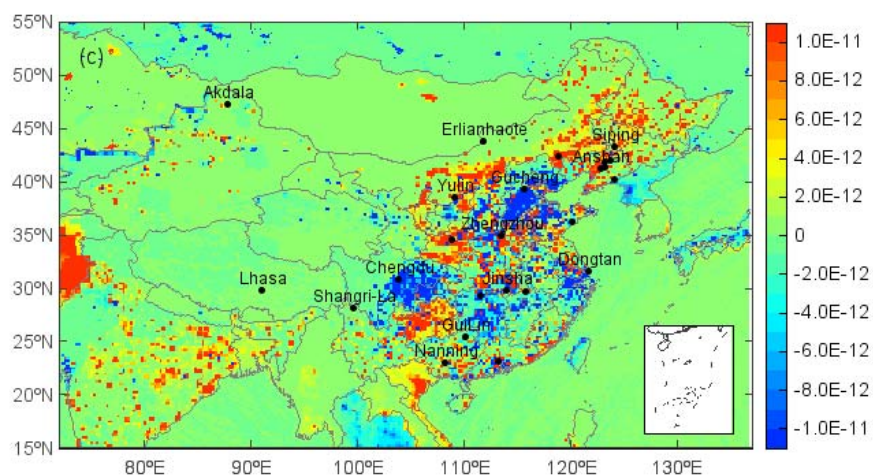 55ºN
50ºN
45ºN
40ºN
35ºN
30ºN
25ºN
20ºN
15ºN
(c)
Akdala
Erlianhaote
Siping
Anshan
Gucheng
Yulin
Zhengzhou
Dongtan
Chengdu
Jinsha
Lhasa
Shangri-La
GuiLin
Nanning
80ºE
90ºE
100ºE
110ºE
120ºE
130ºE
1.0E-11
8.0E-12
6.0E-12
4.0E-12
2.0E-12
0
-2.0E-12
-4.0E-12
-6.0E-12
-8.0E-12
-1.0E-11